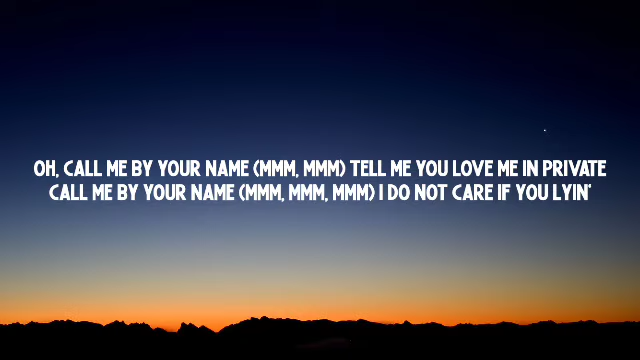 OH, CALL ME BY YOUR NAME (MMM, MMM) TELL ME YOU LOVE ME IN PRIVATE
CALL ME BY YOUR NAME (MMM, MMM, MMM) I DO NOT CARE IF YOU LYIN'